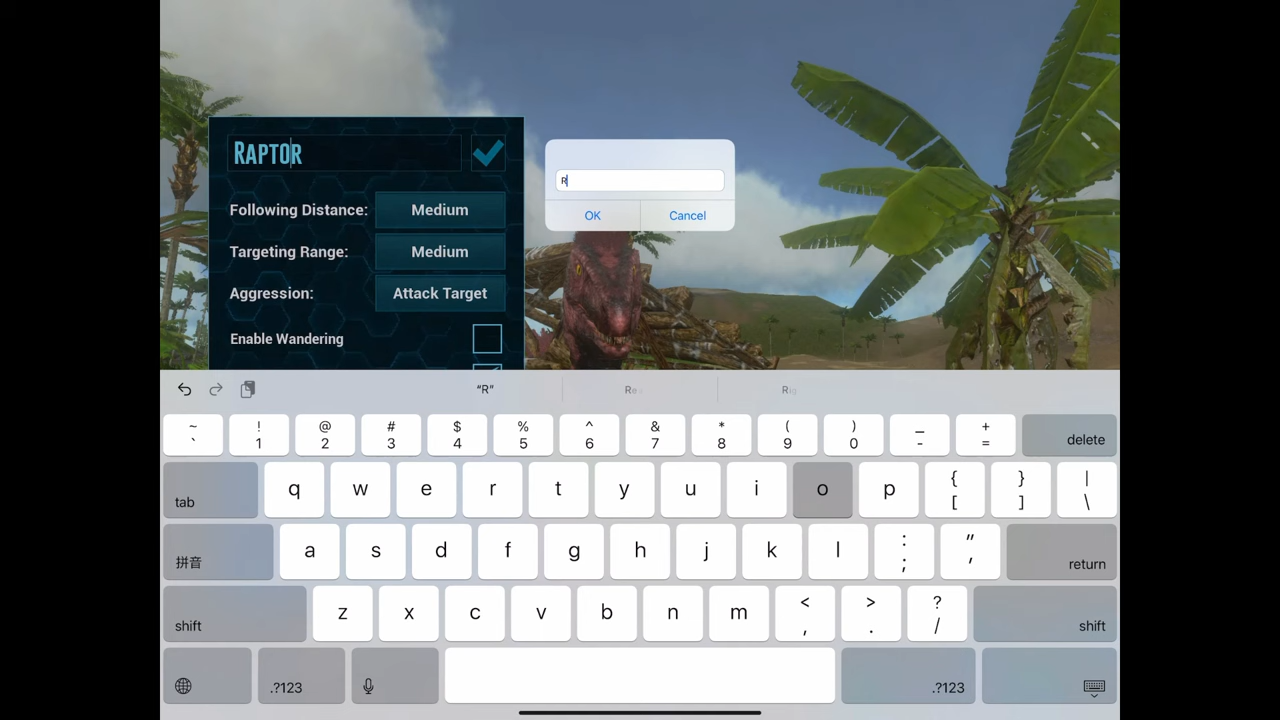 RAPTOR
R
OK Cancel
Following Distance: Medium
Targeting Range: Medium
Aggression: Attack Target
Enable Wandering
“R” Re Rig
~ ! @ # $ % ^ & * ( ) _ +
` 1 2 3 4 5 6 7 8 9 0 - = delete
tab q w e r t y u i o p { [ } ] | \
拼音 a s d f g h j k l : ; " ' return
shift z x c v b n m < , > . ? / shift
.?123 .?123